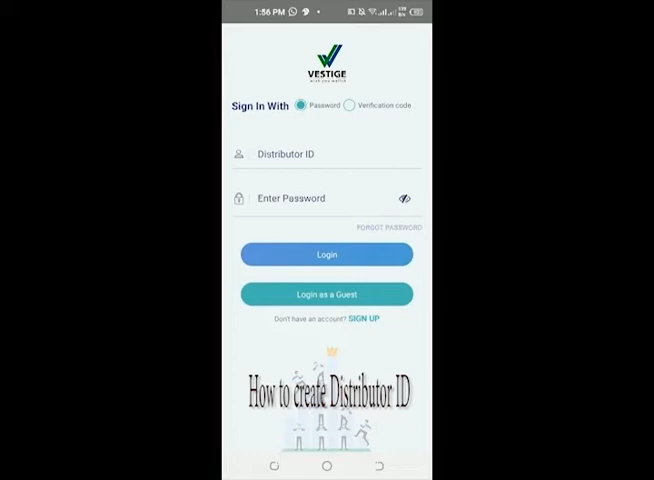 1:56 PM
VESTIGE
Sign In With Password Verification code
Distributor ID
Enter Password
FORGOT PASSWORD
Login
Login as a Guest
Don't have an account? SIGN UP
How to create Distributor ID